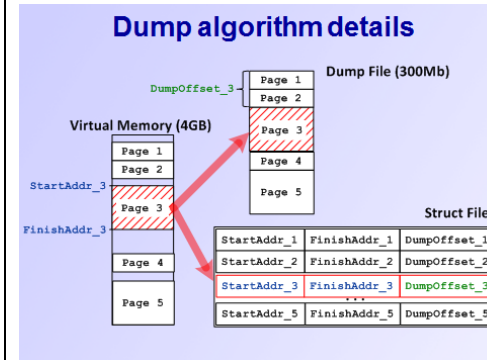 Dump algorithm details
Dump File (300Mb)
DumpOffset_3
Page 1
Page 2
Page 3
Page 4
Page 5
Virtual Memory (4GB)
Page 1
Page 2
StartAddr_3
Page 3
FinishAddr_3
Page 4
Page 5
Struct File
StartAddr_1 FinishAddr_1 DumpOffset_1
StartAddr_2 FinishAddr_2 DumpOffset_2
StartAddr_3 FinishAddr_3 DumpOffset_3
...
StartAddr_5 FinishAddr_5 DumpOffset_5